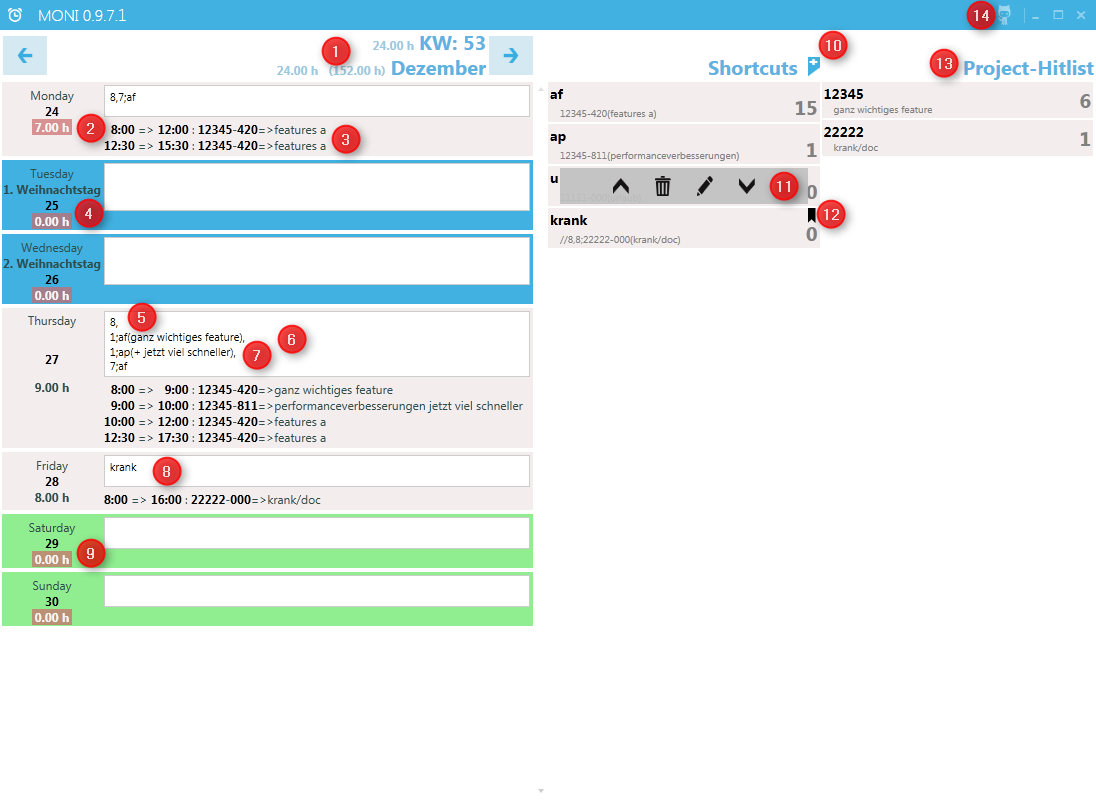 MONI 0.9.7.1
14
1
24.00 h KW: 53
24.00 h (152.00 h) Dezember
10
Shortcuts
13 Project-Hitlist
Monday
24
7.00 h 2
8,7;af
8:00 => 12:00 : 12345-420=>features a
12:30 => 15:30 : 12345-420=>features a
3
Tuesday
1. Weihnachtstag
25
0.00 h 4
Wednesday
2. Weihnachtstag
26
0.00 h
Thursday
27
9.00 h
8, 5
1;af(ganz wichtiges feature), 6
1;ap(+ jetzt viel schneller), 7
7;af
8:00 => 9:00 : 12345-420=>ganz wichtiges feature
9:00 => 10:00 : 12345-811=>performanceverbesserungen jetzt viel schneller
10:00 => 12:00 : 12345-420=>features a
12:30 => 17:30 : 12345-420=>features a
Friday
28
8.00 h
krank 8
8:00 => 16:00 : 22222-000=>krank/doc
Saturday
29
0.00 h 9
Sunday
30
0.00 h
af
12345-420(features a) 15
ap
12345-811(performanceverbesserungen) 1
u
11 0
krank 12
//8,8;22222-000(krank/doc) 0
12345
ganz wichtiges feature 6
22222
krank/doc 1